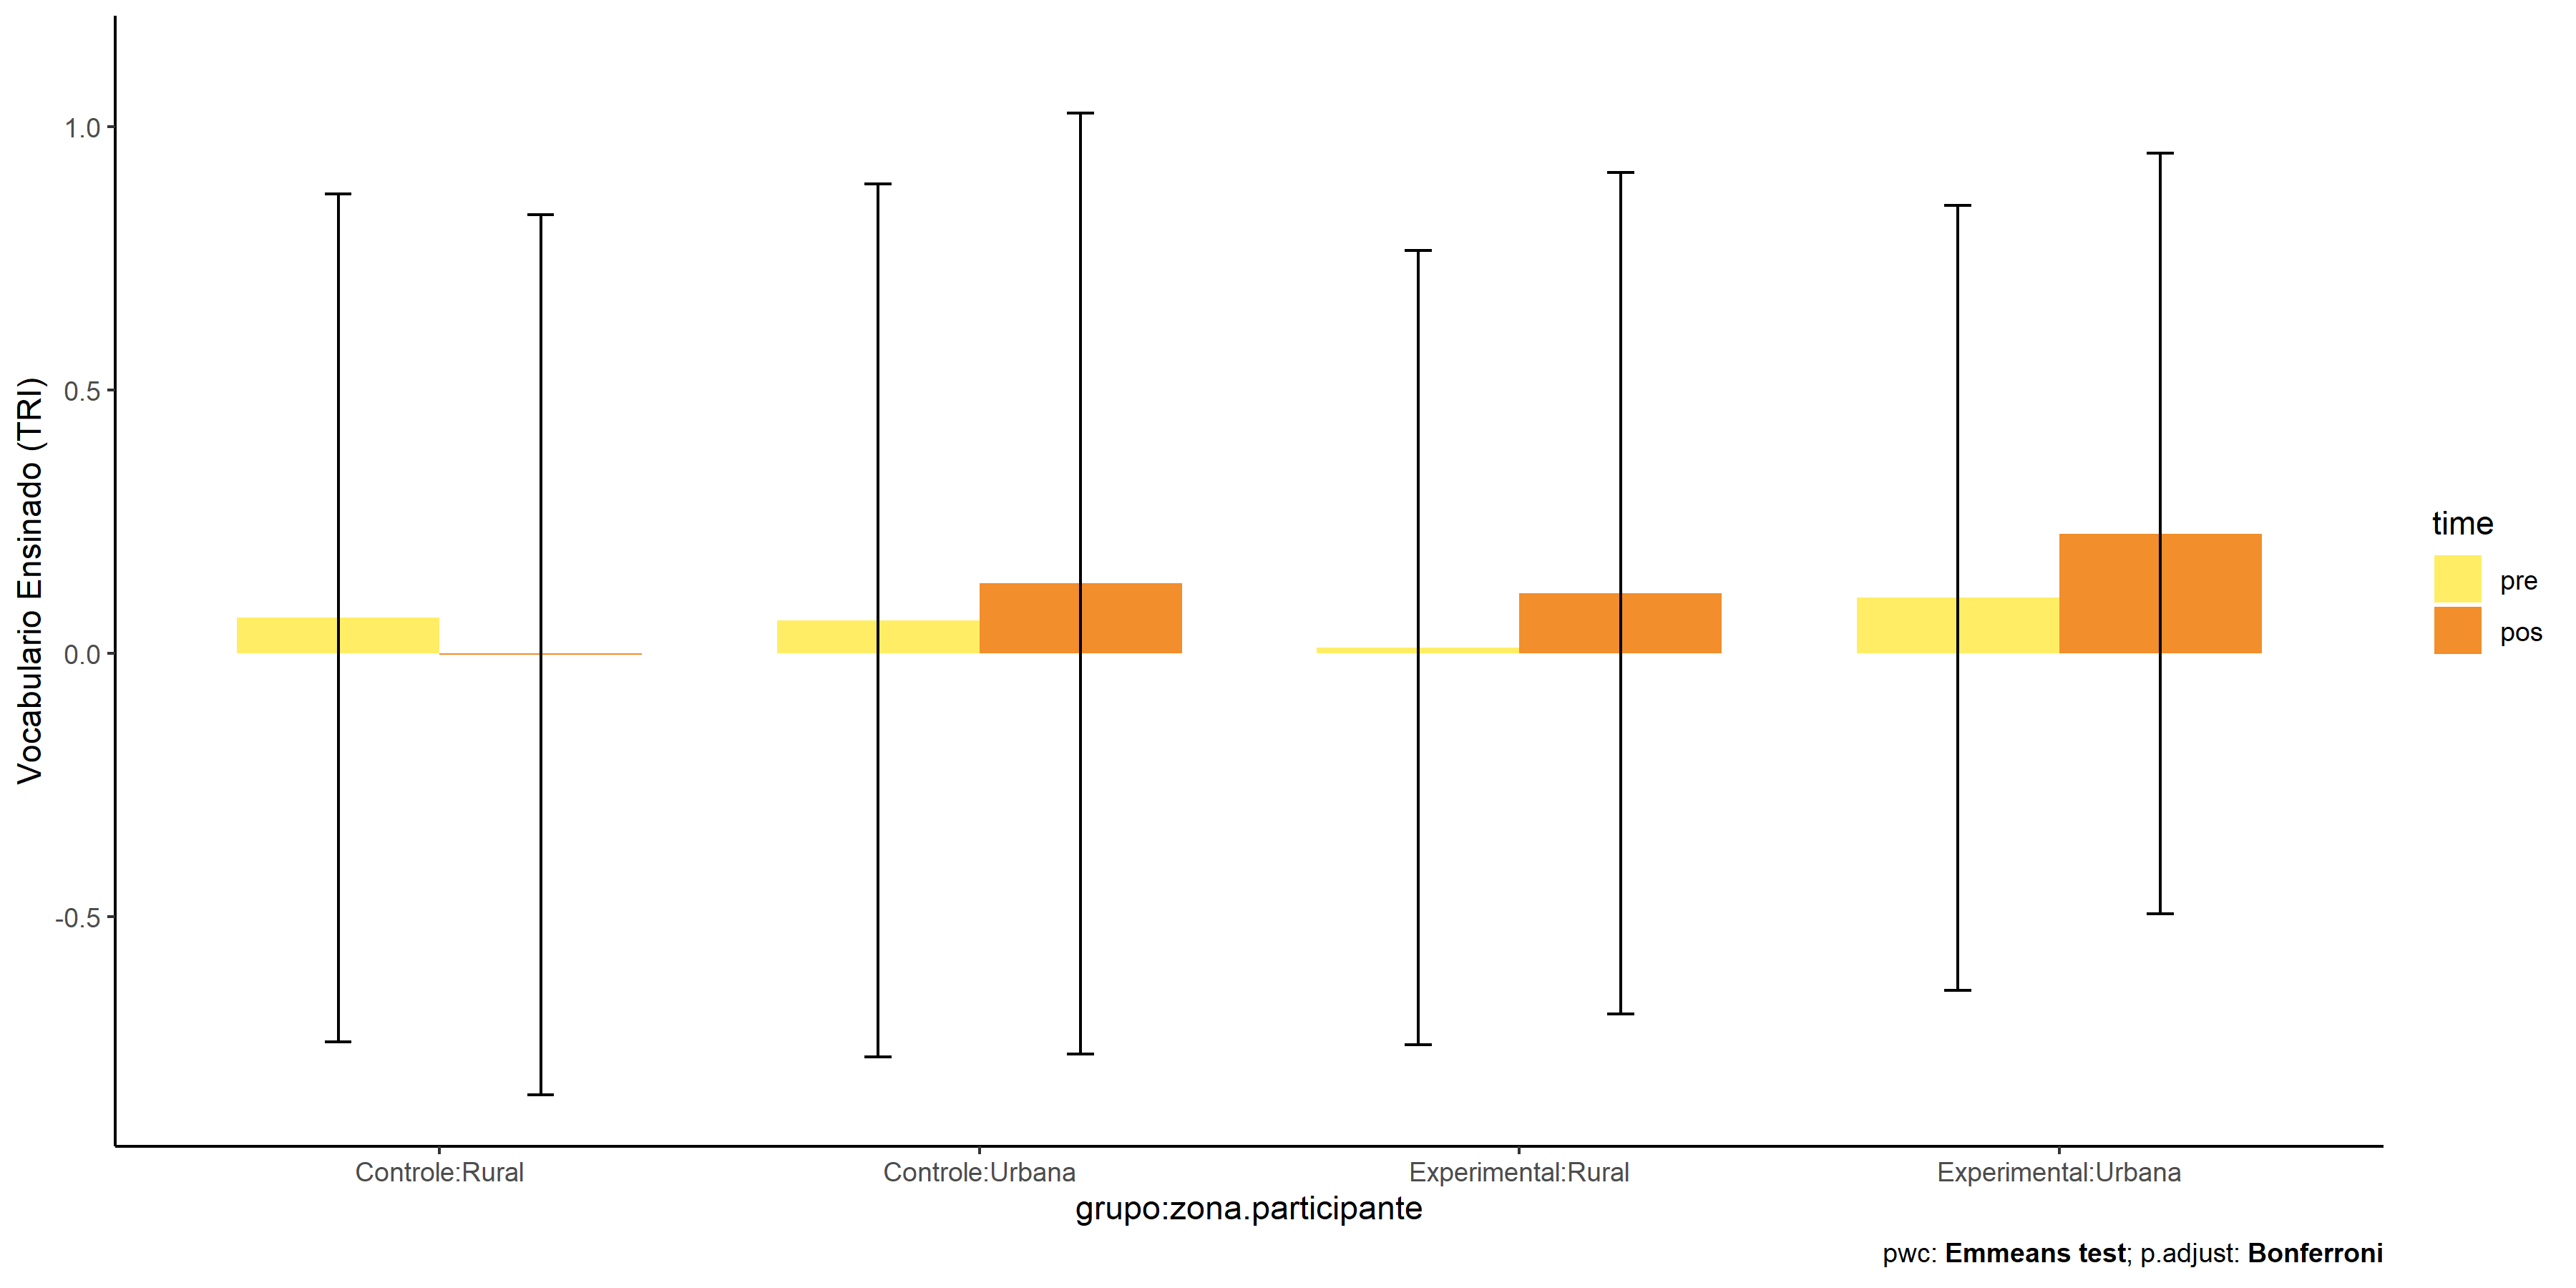 Vocabulario Ensinado (TRI)
1.0
0.5
0.0
-0.5
Controle:Rural
Controle:Urbana
Experimental:Rural
Experimental:Urbana
grupo:zona.participante
time
pre
pos
pwc: Emmeans test; p.adjust: Bonferroni